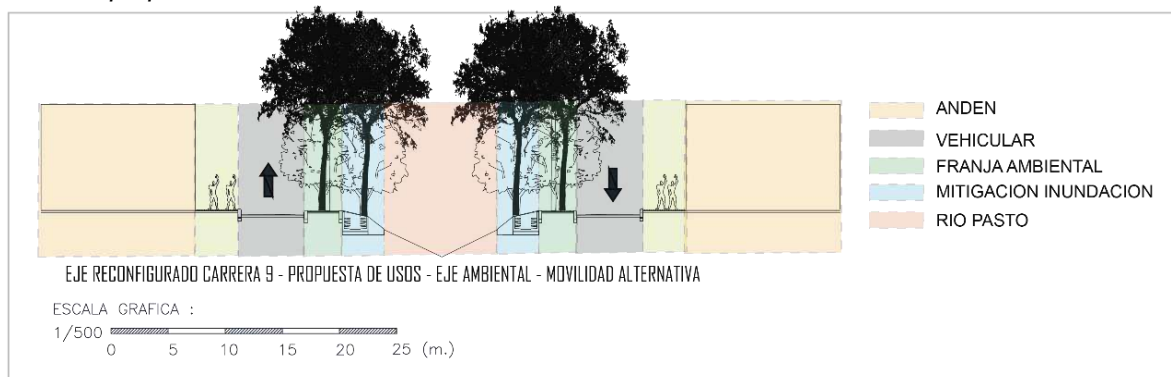 ANDEN
VEHICULAR
FRANJA AMBIENTAL
MITIGACION INUNDACION
RIO PASTO
EJE RECONFIGURADO CARRERA 9 - PROPUESTA DE USOS - EJE AMBIENTAL - MOVILIDAD ALTERNATIVA
ESCALA GRAFICA :
1/500
0 5 10 15 20 25 (m.)